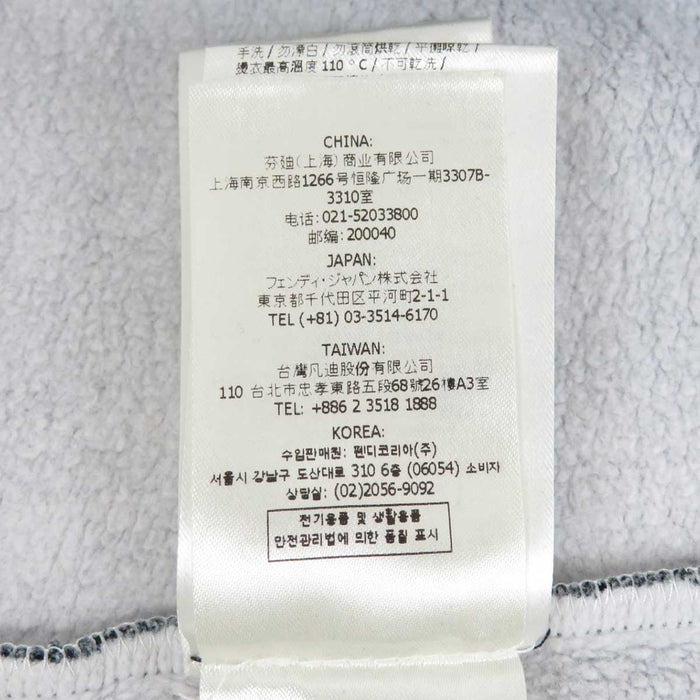 手洗 / 勿漂白 / 勿滾筒烘乾 / 平攤晾乾 /
燙衣最高溫度 110 °C / 不可乾洗 /
CHINA:
芬迪(上海)商业有限公司
上海南京西路1266号恒隆广场一期3307B-
3310室
电话: 021-52033800
邮编: 200040
JAPAN:
フェンディ・ジャパン株式会社
東京都千代田区平河町2-1-1
TEL (+81) 03-3514-6170
TAIWAN:
台灣凡迪股份有限公司
110 台北市忠孝東路五段68號26樓A3室
TEL: +886 2 3518 1888
KOREA:
수입판매원: 펜디코리아(주)
서울시 강남구 도산대로 310 6층 (06054) 소비자
상담실: (02)2056-9092
전기용품 및 생활용품
안전관리법에 의한 품질 표시